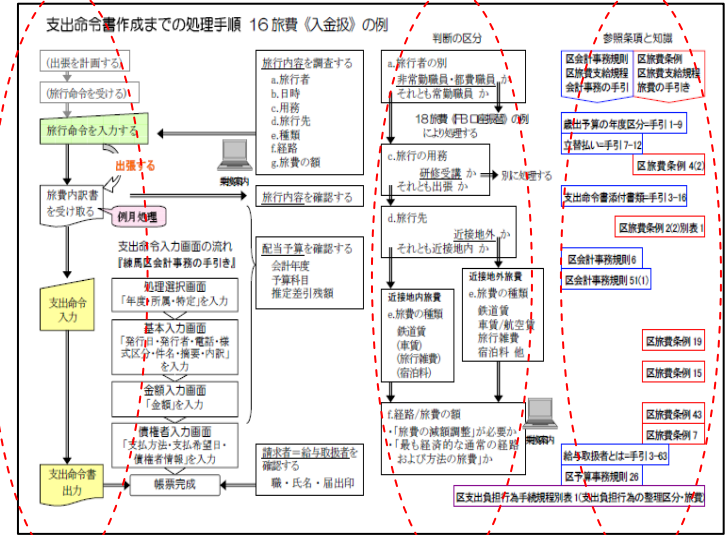 支出命令書作成までの処理手順 16旅費《入金扱》の例
(出張を計画する)
(旅行命令を受ける)
旅行命令を入力する
出張する
旅費内訳書
を受け取る
例月処理
支出命令
入力
支出命令書
出力
支出命令入力画面の流れ
『練馬区会計事務の手引き』
処理選択画面
「年度・所属・特定」を入力
基本入力画面
「発行日・発行者・電話・様
式区分・件名・摘要・内訳」
を入力
金額入力画面
「金額」を入力
債権者入力画面
「支払方法・支払希望日・
債権者情報」を入力
帳票完成
旅行内容を調査する
a.旅行者
b.日時
c.用務
d.旅行先
e.種類
f.経路
g.旅費の額
乗換案内
旅行内容を確認する
配当予算を確認する
会計年度
予算科目
推定差引残額
請求者=給与取扱者を
確認する
職・氏名・届出印
判断の区分
a.旅行者の別
非常勤職員・都費職員 か
それとも常勤職員 か
18旅費《FB口座振替》の例
により処理する
c.旅行の用務
研修受講 か
それとも出張 か
別に処理する
d.旅行先
近接地外 か
それとも近接地内 か
近接地内旅費
e.旅費の種類
鉄道賃
(車賃)
(旅行雑費)
(宿泊料)
近接地外旅費
e.旅費の種類
鉄道賃
車賃/航空賃
旅行雑費
宿泊料 他
f.経路/旅費の額
・「旅費の減額調整」が必要か
・「最も経済的な通常の経路
および方法の旅費」か
乗換案内
参照条項と知識
区会計事務規則
区旅費支給規程
会計事務の手引
区旅費条例
区旅費支給規程
旅費の手引き
歳出予算の年度区分=手引1-9
立替払い=手引7-12
区旅費条例 4(2)
支出命令書添付書類=手引3-16
区旅費条例 2(2)別表1
区会計事務規則6
区会計事務規則 51(1)
区旅費条例 19
区旅費条例 15
区旅費条例 43
区旅費条例 7
給与取扱者とは=手引3-63
区予算事務規則 26
区支出負担行為手続規程別表1(支出負担行為の整理区分・旅費)